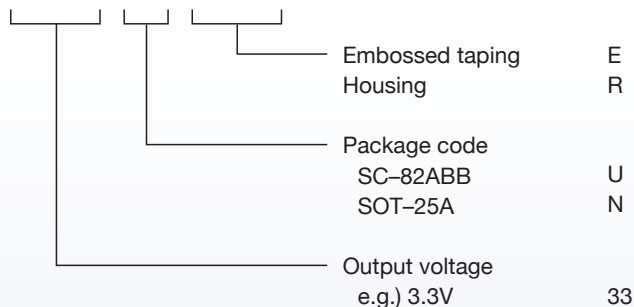 Embossed taping E
Housing R
Package code
SC–82ABB U
SOT–25A N
Output voltage
e.g.) 3.3V 33